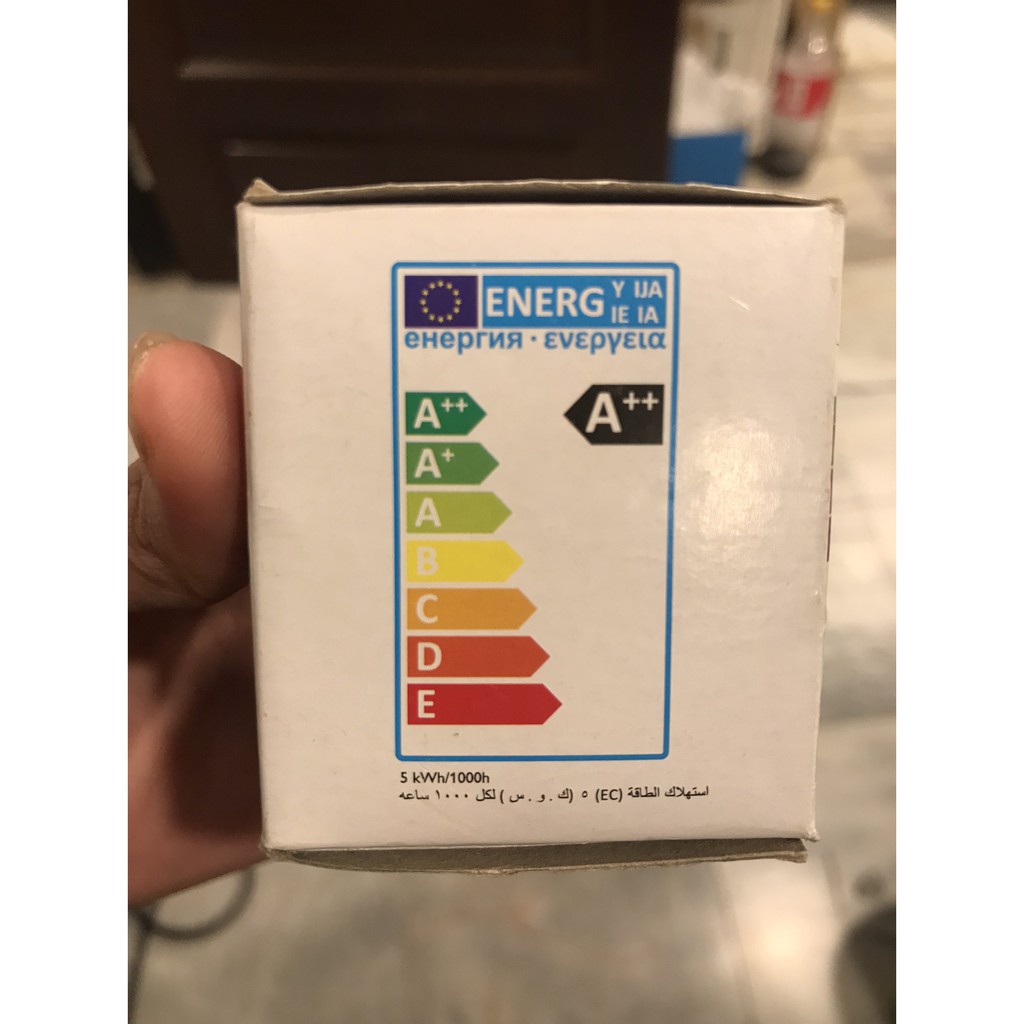 ENERG Y IJA
IE IA
енергия · ενεργεια
A++
A++
A+
A
B
C
D
E
5 kWh/1000h
استهلاك الطاقة (EC) ٥ (ك . و . س ) لكل ١٠٠٠ ساعه